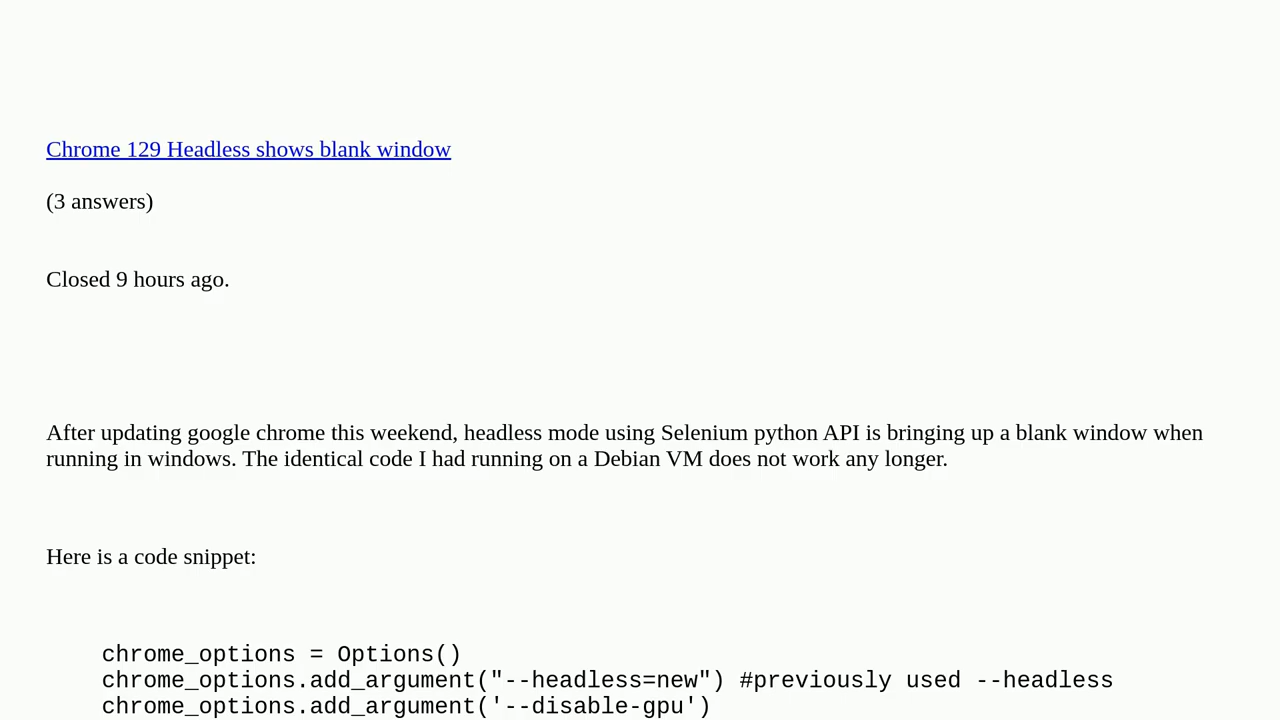 Chrome 129 Headless shows blank window
(3 answers)
Closed 9 hours ago.
After updating google chrome this weekend, headless mode using Selenium python API is bringing up a blank window when
running in windows. The identical code I had running on a Debian VM does not work any longer.
Here is a code snippet:
chrome_options = Options()
chrome_options.add_argument("--headless=new") #previously used --headless
chrome_options.add_argument('--disable-gpu')